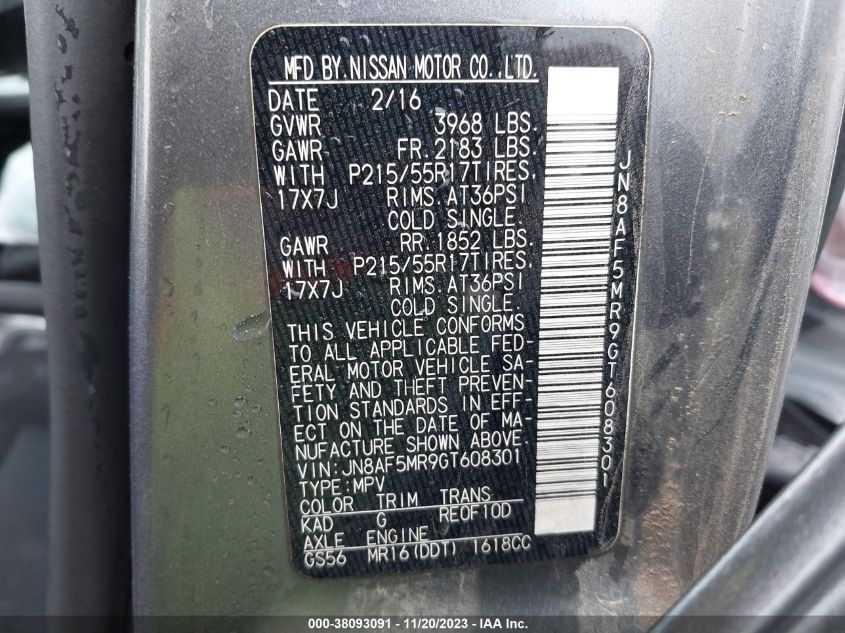 MFD BY NISSAN MOTOR CO., LTD.
DATE 2/16
GVWR 3968 LBS.
GAWR FR. 2183 LBS.
WITH P215/55R17TIRES.
17X7J RIMS. AT36PSI
COLD SINGLE.
GAWR RR. 1852 LBS.
WITH P215/55R17TIRES.
17X7J RIMS. AT36PSI
COLD SINGLE.
THIS VEHICLE CONFORMS
TO ALL APPLICABLE FED-
ERAL MOTOR VEHICLE SA-
FETY AND THEFT PREVEN-
TION STANDARDS IN EFF-
ECT ON THE DATE OF MA-
NUFACTURE SHOWN ABOVE.
VIN:JN8AF5MR9GT608301
TYPE:MPV
COLOR TRIM TRANS
KAD G RE0F10D
AXLE ENGINE
GS56 MR16(DDT) 1618CC
JN8AF5MR9GT608301
000-38093091 - 11/20/2023 - IAA Inc.